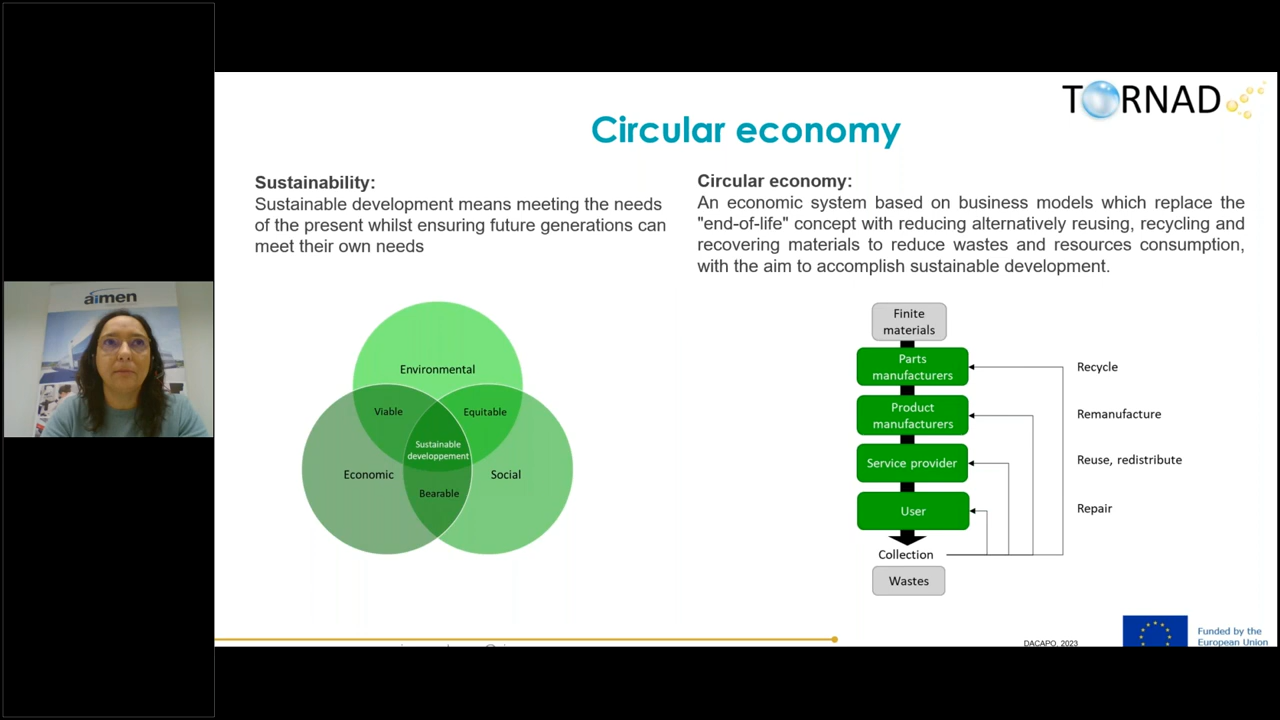 TORNAD
Circular economy
Sustainability:
Sustainable development means meeting the needs
of the present whilst ensuring future generations can
meet their own needs
Circular economy:
An economic system based on business models which replace the
"end-of-life" concept with reducing alternatively reusing, recycling and
recovering materials to reduce wastes and resources consumption,
with the aim to accomplish sustainable development.
Environmental
Viable
Equitable
Sustainable
developpement
Economic
Social
Bearable
Finite
materials
Parts
manufacturers
Product
manufacturers
Service provider
User
Collection
Wastes
Recycle
Remanufacture
Reuse, redistribute
Repair
aimen
DACAPO, 2023
Funded by the
European Union